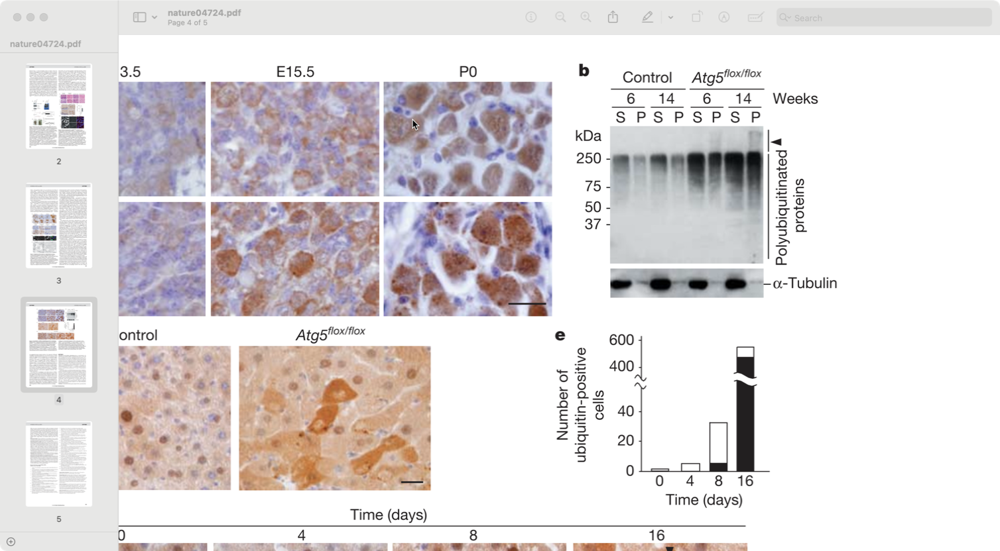 nature04724.pdf
Page 4 of 5
Search
nature04724.pdf
2
3
4
5
3.5 E15.5 P0
b
Control Atg5flox/flox
6 14 6 14 Weeks
S P S P S P S P
kDa
250
75
50
37
Polyubiquitinated
proteins
α-Tubulin
ontrol Atg5flox/flox
e
Number of
ubiquitin-positive
cells
600
400
40
20
0
0 4 8 16
Time (days)
Time (days)
0 4 8 16